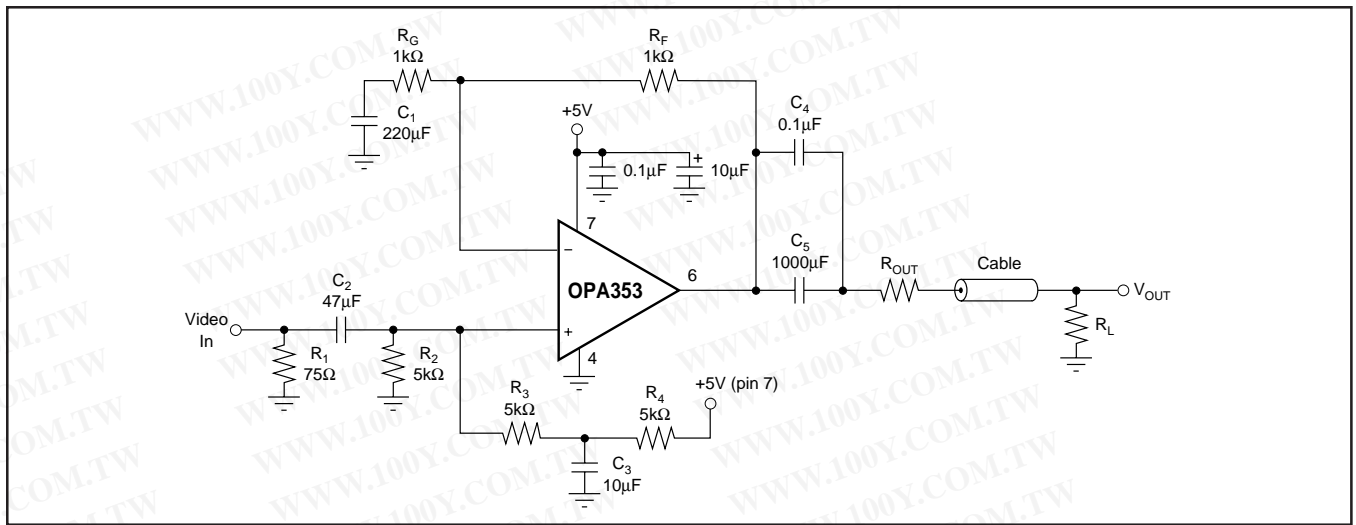 R_G
1kΩ
R_F
1kΩ
C_1
220µF
+5V
C_4
0.1µF
0.1µF
+
10µF
7
−
OPA353
6
C_5
1000µF
R_OUT
Cable
V_OUT
R_L
C_2
47µF
Video
In
+
4
R_1
75Ω
R_2
5kΩ
R_3
5kΩ
R_4
5kΩ
+5V (pin 7)
C_3
10µF
WWW.100Y.COM.TW